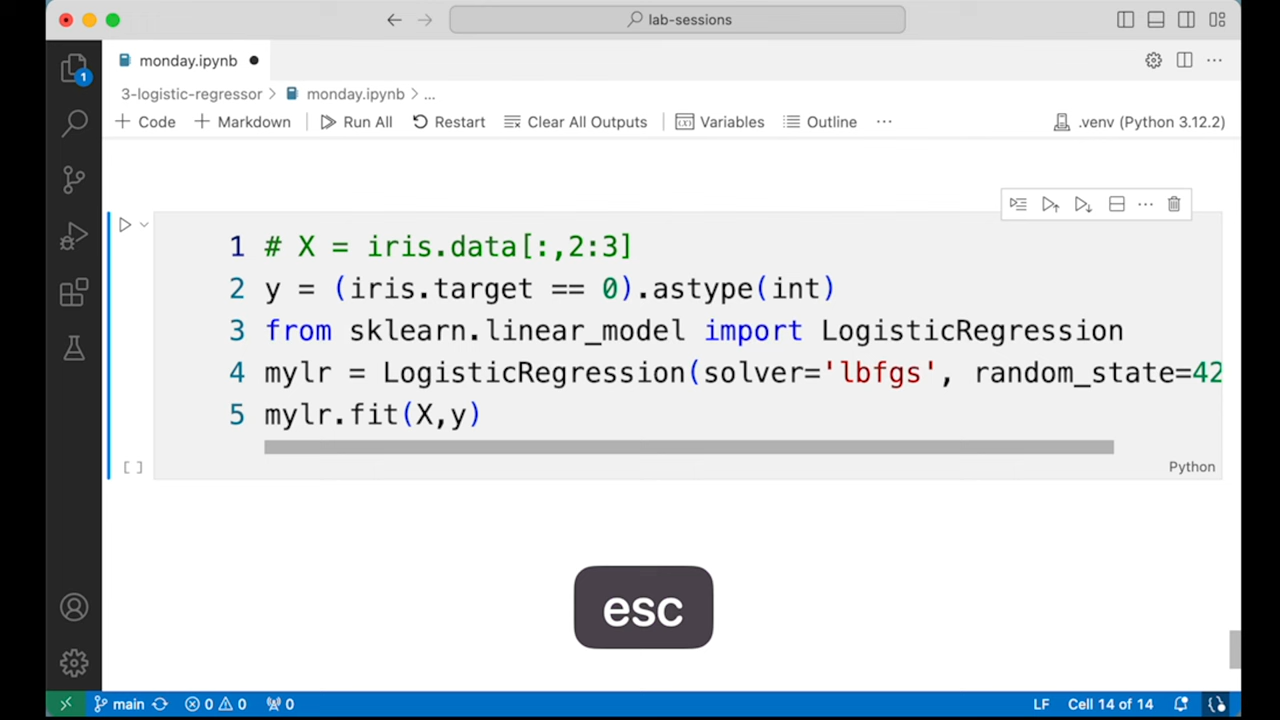 lab-sessions
monday.ipynb
1
3-logistic-regressor > monday.ipynb > ...
Code Markdown Run All Restart Clear All Outputs Variables Outline ... .venv (Python 3.12.2)
1 # X = iris.data[:,2:3]
2 y = (iris.target == 0).astype(int)
3 from sklearn.linear_model import LogisticRegression
4 mylr = LogisticRegression(solver='lbfgs', random_state=42
5 mylr.fit(X,y)
[ ] Python
esc
main 0 0 0 LF Cell 14 of 14